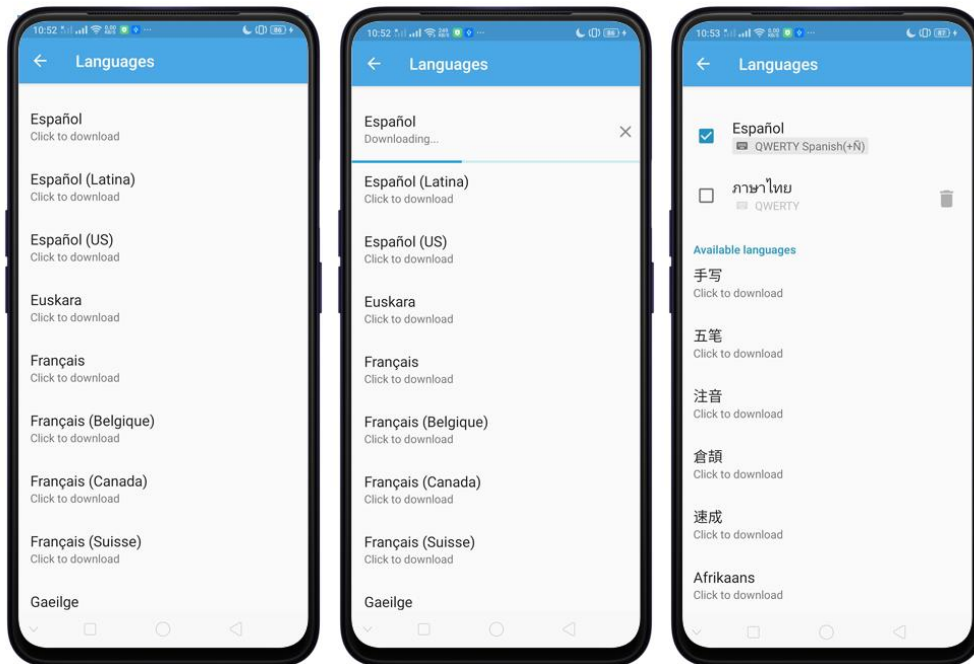 10:52
Languages
Español
Click to download
Español (Latina)
Click to download
Español (US)
Click to download
Euskara
Click to download
Français
Click to download
Français (Belgique)
Click to download
Français (Canada)
Click to download
Français (Suisse)
Click to download
Gaeilge
10:52
Languages
Español
Downloading...
Español (Latina)
Click to download
Español (US)
Click to download
Euskara
Click to download
Français
Click to download
Français (Belgique)
Click to download
Français (Canada)
Click to download
Français (Suisse)
Click to download
Gaeilge
10:53
Languages
Español
QWERTY Spanish(+Ñ)
ภาษาไทย
QWERTY
Available languages
手写
Click to download
五笔
Click to download
注音
Click to download
倉頡
Click to download
速成
Click to download
Afrikaans
Click to download